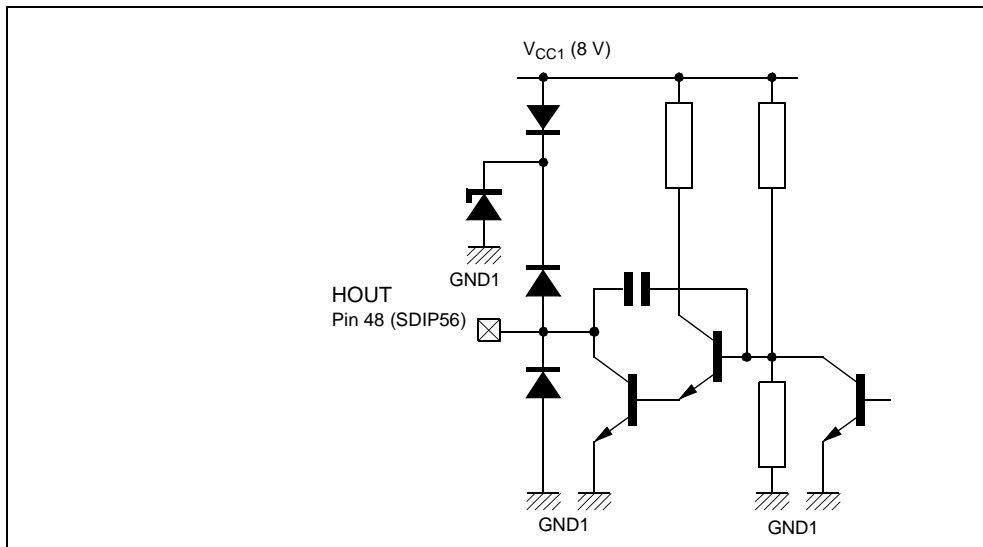 VCC1 (8 V)
GND1
HOUT
Pin 48 (SDIP56)
GND1
GND1